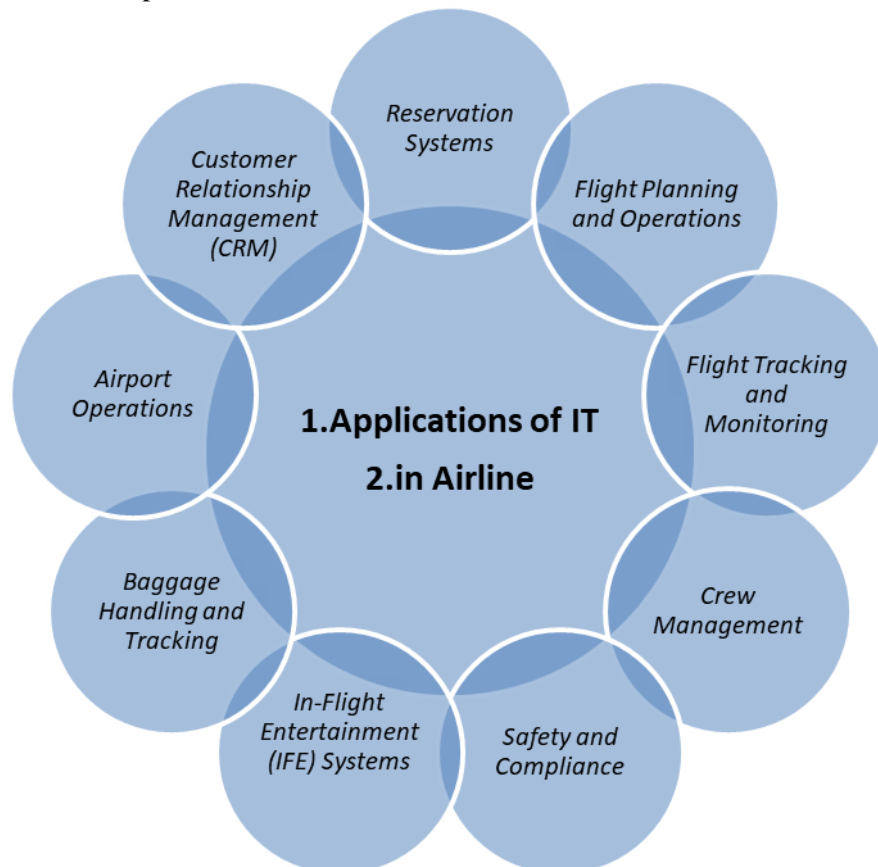 Reservation
Systems
Flight Planning
and Operations
Flight Tracking
and
Monitoring
Crew
Management
Safety and
Compliance
In-Flight
Entertainment
(IFE) Systems
Baggage
Handling and
Tracking
Airport
Operations
Customer
Relationship
Management
(CRM)
1.Applications of IT
2.in Airline